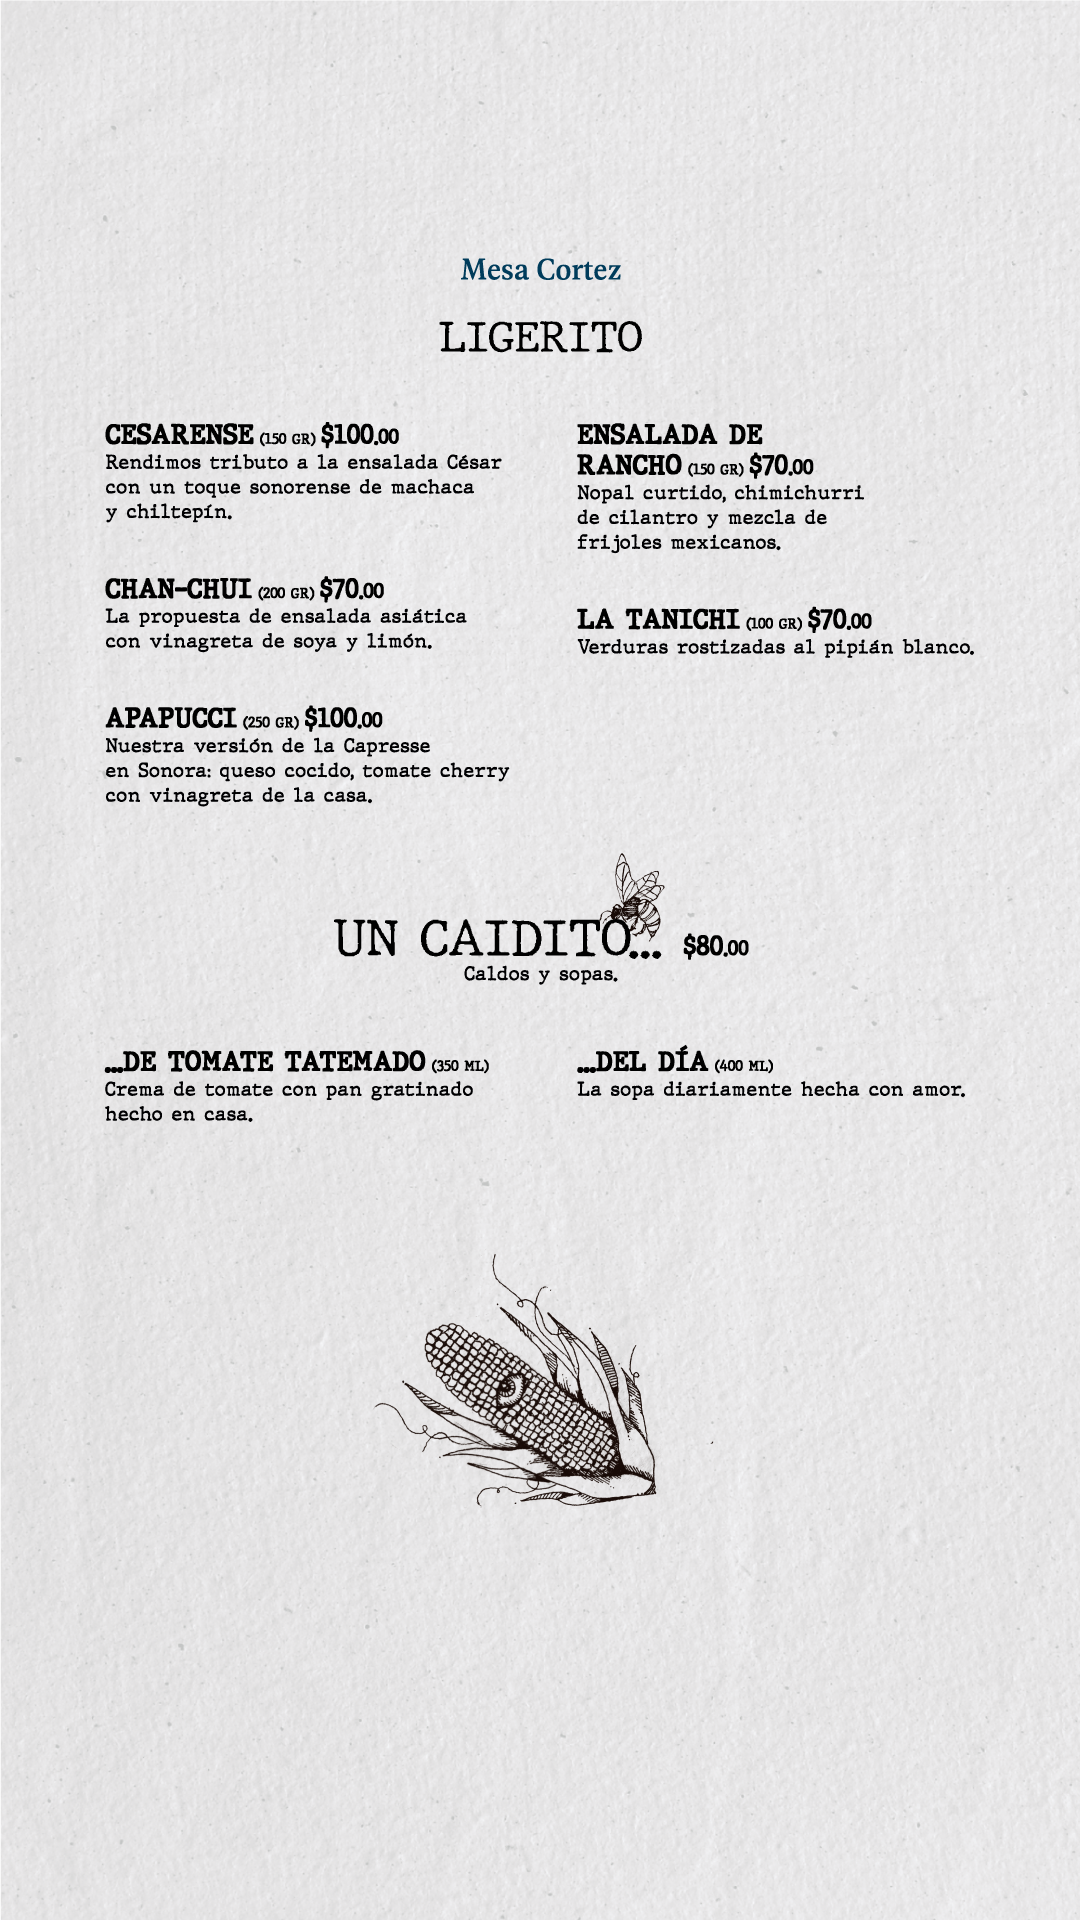 Mesa Cortez
LIGERITO
CESARENSE (150 GR) $100.00
Rendimos tributo a la ensalada César
con un toque sonorense de machaca
y chiltepín.
CHAN-CHUI (200 GR) $70.00
La propuesta de ensalada asiática
con vinagreta de soya y limón.
APAPUCCI (250 GR) $100.00
Nuestra versión de la Capresse
en Sonora: queso cocido, tomate cherry
con vinagreta de la casa.
ENSALADA DE
RANCHO (150 GR) $70.00
Nopal curtido, chimichurri
de cilantro y mezcla de
frijoles mexicanos.
LA TANICHI (100 GR) $70.00
Verduras rostizadas al pipián blanco.
UN CAIDITO... $80.00
Caldos y sopas.
...DE TOMATE TATEMADO (350 ML)
Crema de tomate con pan gratinado
hecho en casa.
...DEL DÍA (400 ML)
La sopa diariamente hecha con amor.